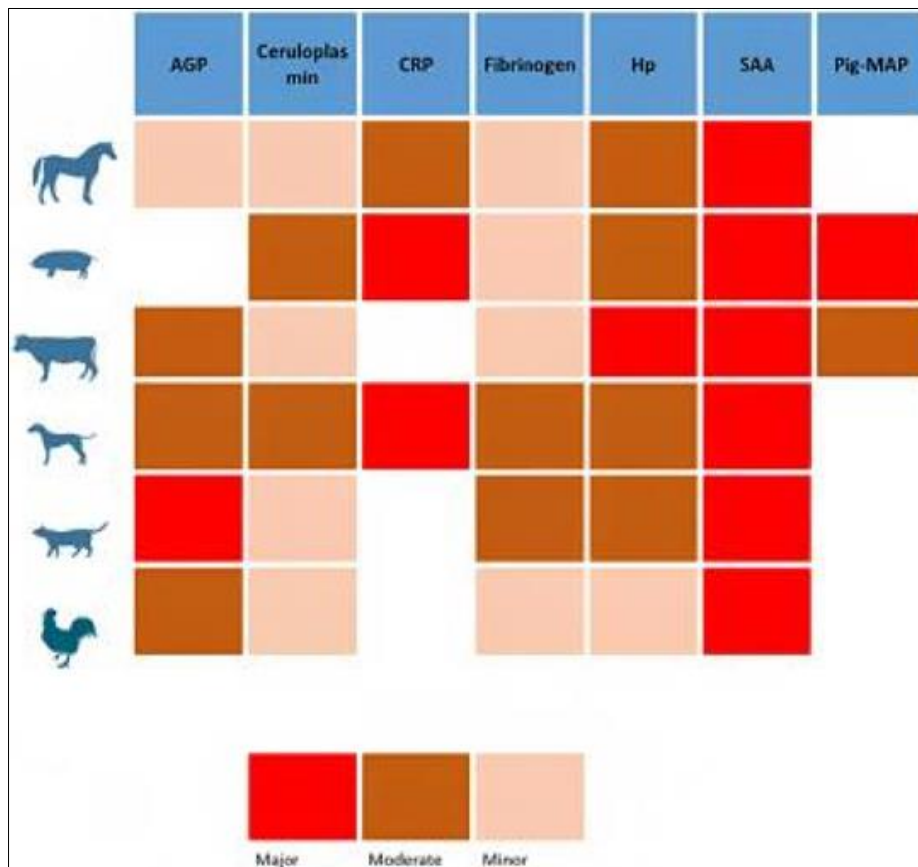 AGP
Ceruloplas
min
CRP
Fibrinogen
Hp
SAA
Pig-MAP
Major
Moderate
Minor